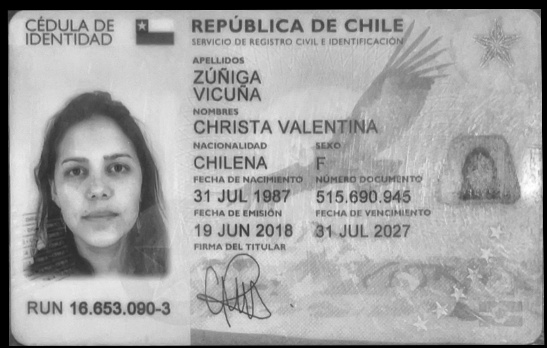 CÉDULA DE
IDENTIDAD
REPÚBLICA DE CHILE
SERVICIO DE REGISTRO CIVIL E IDENTIFICACIÓN
APELLIDOS
ZÚÑIGA
VICUÑA
NOMBRES
CHRISTA VALENTINA
NACIONALIDAD SEXO
CHILENA F
FECHA DE NACIMIENTO NÚMERO DOCUMENTO
31 JUL 1987 515.690.945
FECHA DE EMISIÓN FECHA DE VENCIMIENTO
19 JUN 2018 31 JUL 2027
FIRMA DEL TITULAR
RUN 16.653.090-3